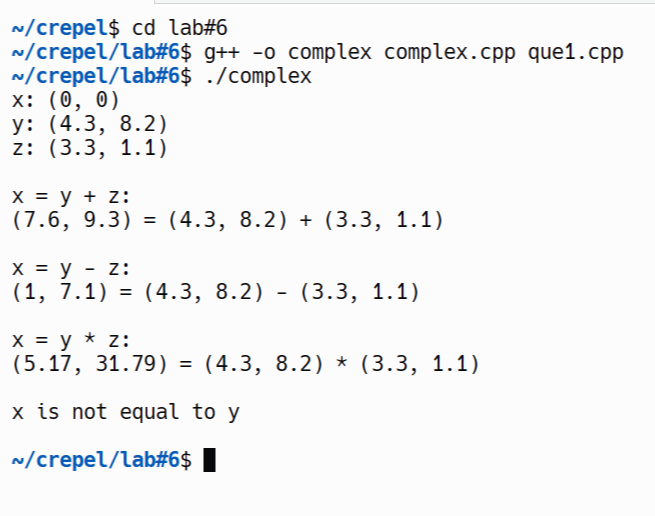 ~/crepel$ cd lab#6
~/crepel/lab#6$ g++ -o complex complex.cpp que1.cpp
~/crepel/lab#6$ ./complex
x: (0, 0)
y: (4.3, 8.2)
z: (3.3, 1.1)
x = y + z:
(7.6, 9.3) = (4.3, 8.2) + (3.3, 1.1)
x = y - z:
(1, 7.1) = (4.3, 8.2) - (3.3, 1.1)
x = y * z:
(5.17, 31.79) = (4.3, 8.2) * (3.3, 1.1)
x is not equal to y
~/crepel/lab#6$